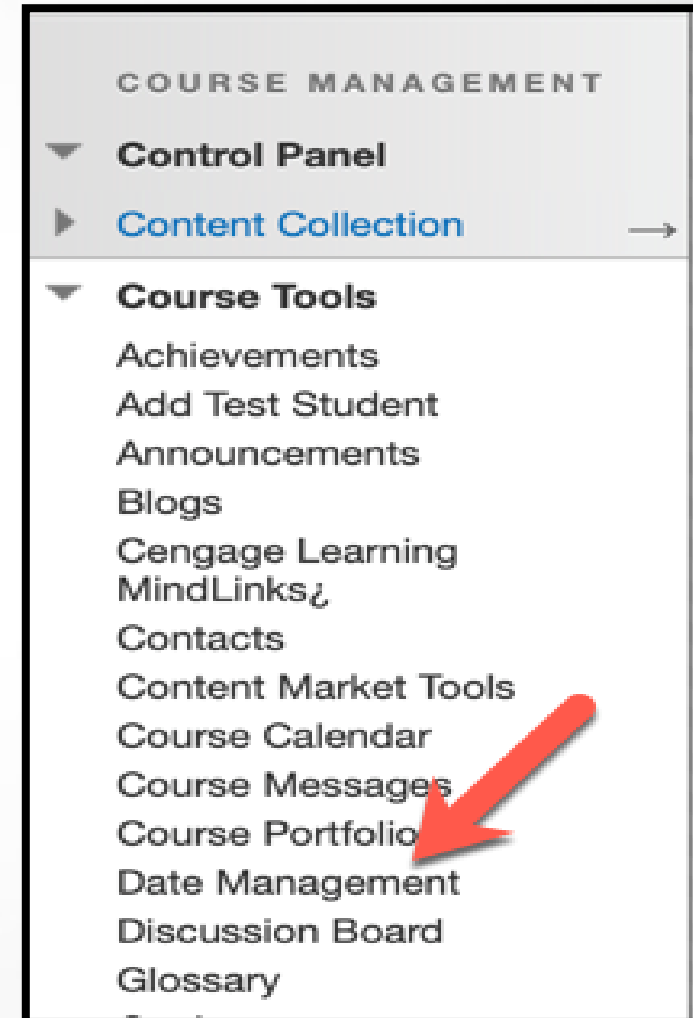 COURSE MANAGEMENT
Control Panel
Content Collection
Course Tools
Achievements
Add Test Student
Announcements
Blogs
Cengage Learning
MindLinks¿
Contacts
Content Market Tools
Course Calendar
Course Messages
Course Portfolio
Date Management
Discussion Board
Glossary